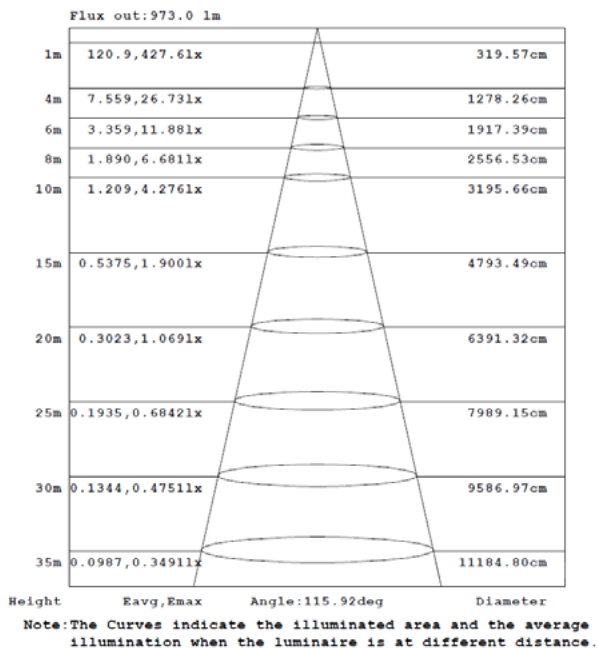 Flux out:973.0 lm
1m 120.9,427.6lx 319.57cm
4m 7.559,26.73lx 1278.26cm
6m 3.359,11.88lx 1917.39cm
8m 1.890,6.681lx 2556.53cm
10m 1.209,4.276lx 3195.66cm
15m 0.5375,1.900lx 4793.49cm
20m 0.3023,1.069lx 6391.32cm
25m 0.1935,0.6842lx 7989.15cm
30m 0.1344,0.4751lx 9586.97cm
35m 0.0987,0.3491lx 11184.80cm
Height Eavg,Emax Angle:115.92deg Diameter
Note:The Curves indicate the illuminated area and the average
illumination when the luminaire is at different distance.